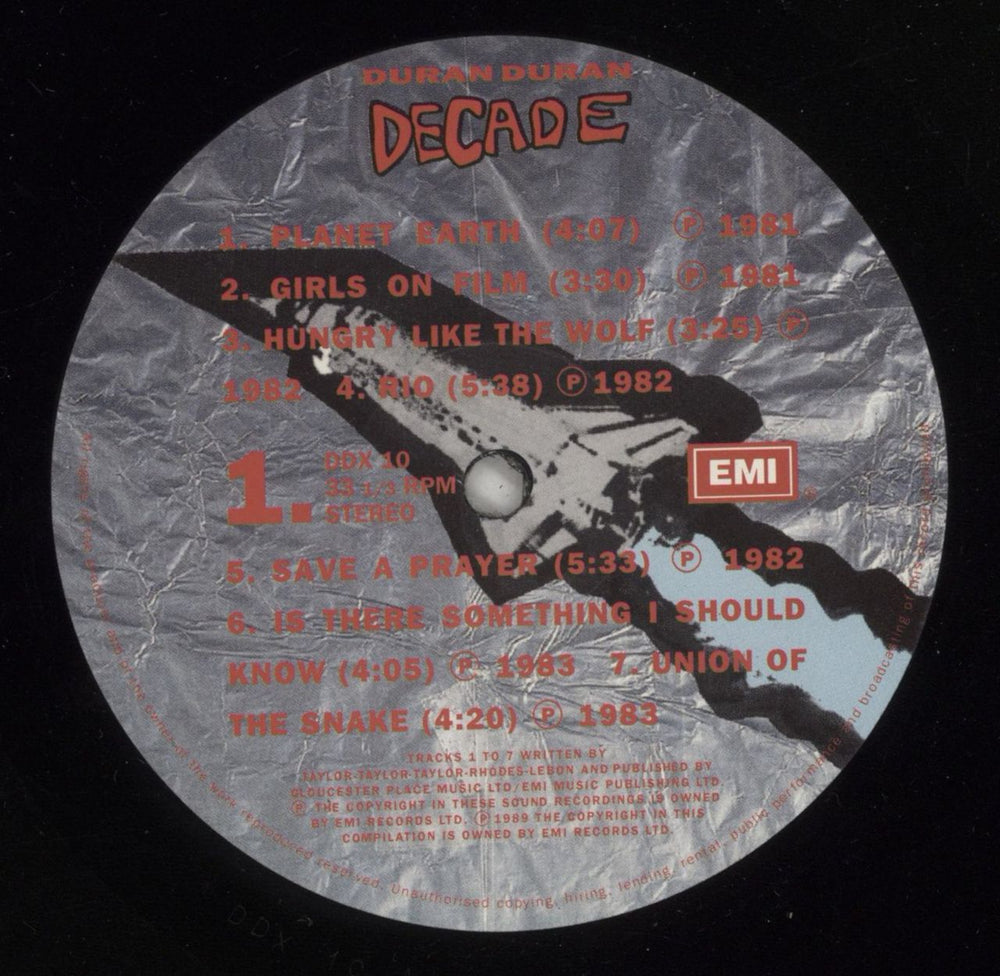 DURAN DURAN
DECADE
1. PLANET EARTH (4:07) Ⓟ 1981
2. GIRLS ON FILM (3:30) Ⓟ 1981
3. HUNGRY LIKE THE WOLF (3:25) Ⓟ
1982 4. RIO (5:38) Ⓟ 1982
1.
DDX 10
33 1/3 RPM
STEREO
EMI
5. SAVE A PRAYER (5:33) Ⓟ 1982
6. IS THERE SOMETHING I SHOULD
KNOW (4:05) Ⓟ 1983 7. UNION OF
THE SNAKE (4:20) Ⓟ 1983
TRACKS 1 TO 7 WRITTEN BY
TAYLOR-TAYLOR-TAYLOR-RHODES-LEBON AND PUBLISHED BY
GLOUCESTER PLACE MUSIC LTD/EMI MUSIC PUBLISHING LTD
Ⓟ THE COPYRIGHT IN THESE SOUND RECORDINGS IS OWNED
BY EMI RECORDS LTD. Ⓟ 1989 THE COPYRIGHT IN THIS
COMPILATION IS OWNED BY EMI RECORDS LTD.
the owner of the work reproduced reserved. Unauthorised copying, hiring, lending, rental, public performance and broadcasting of this